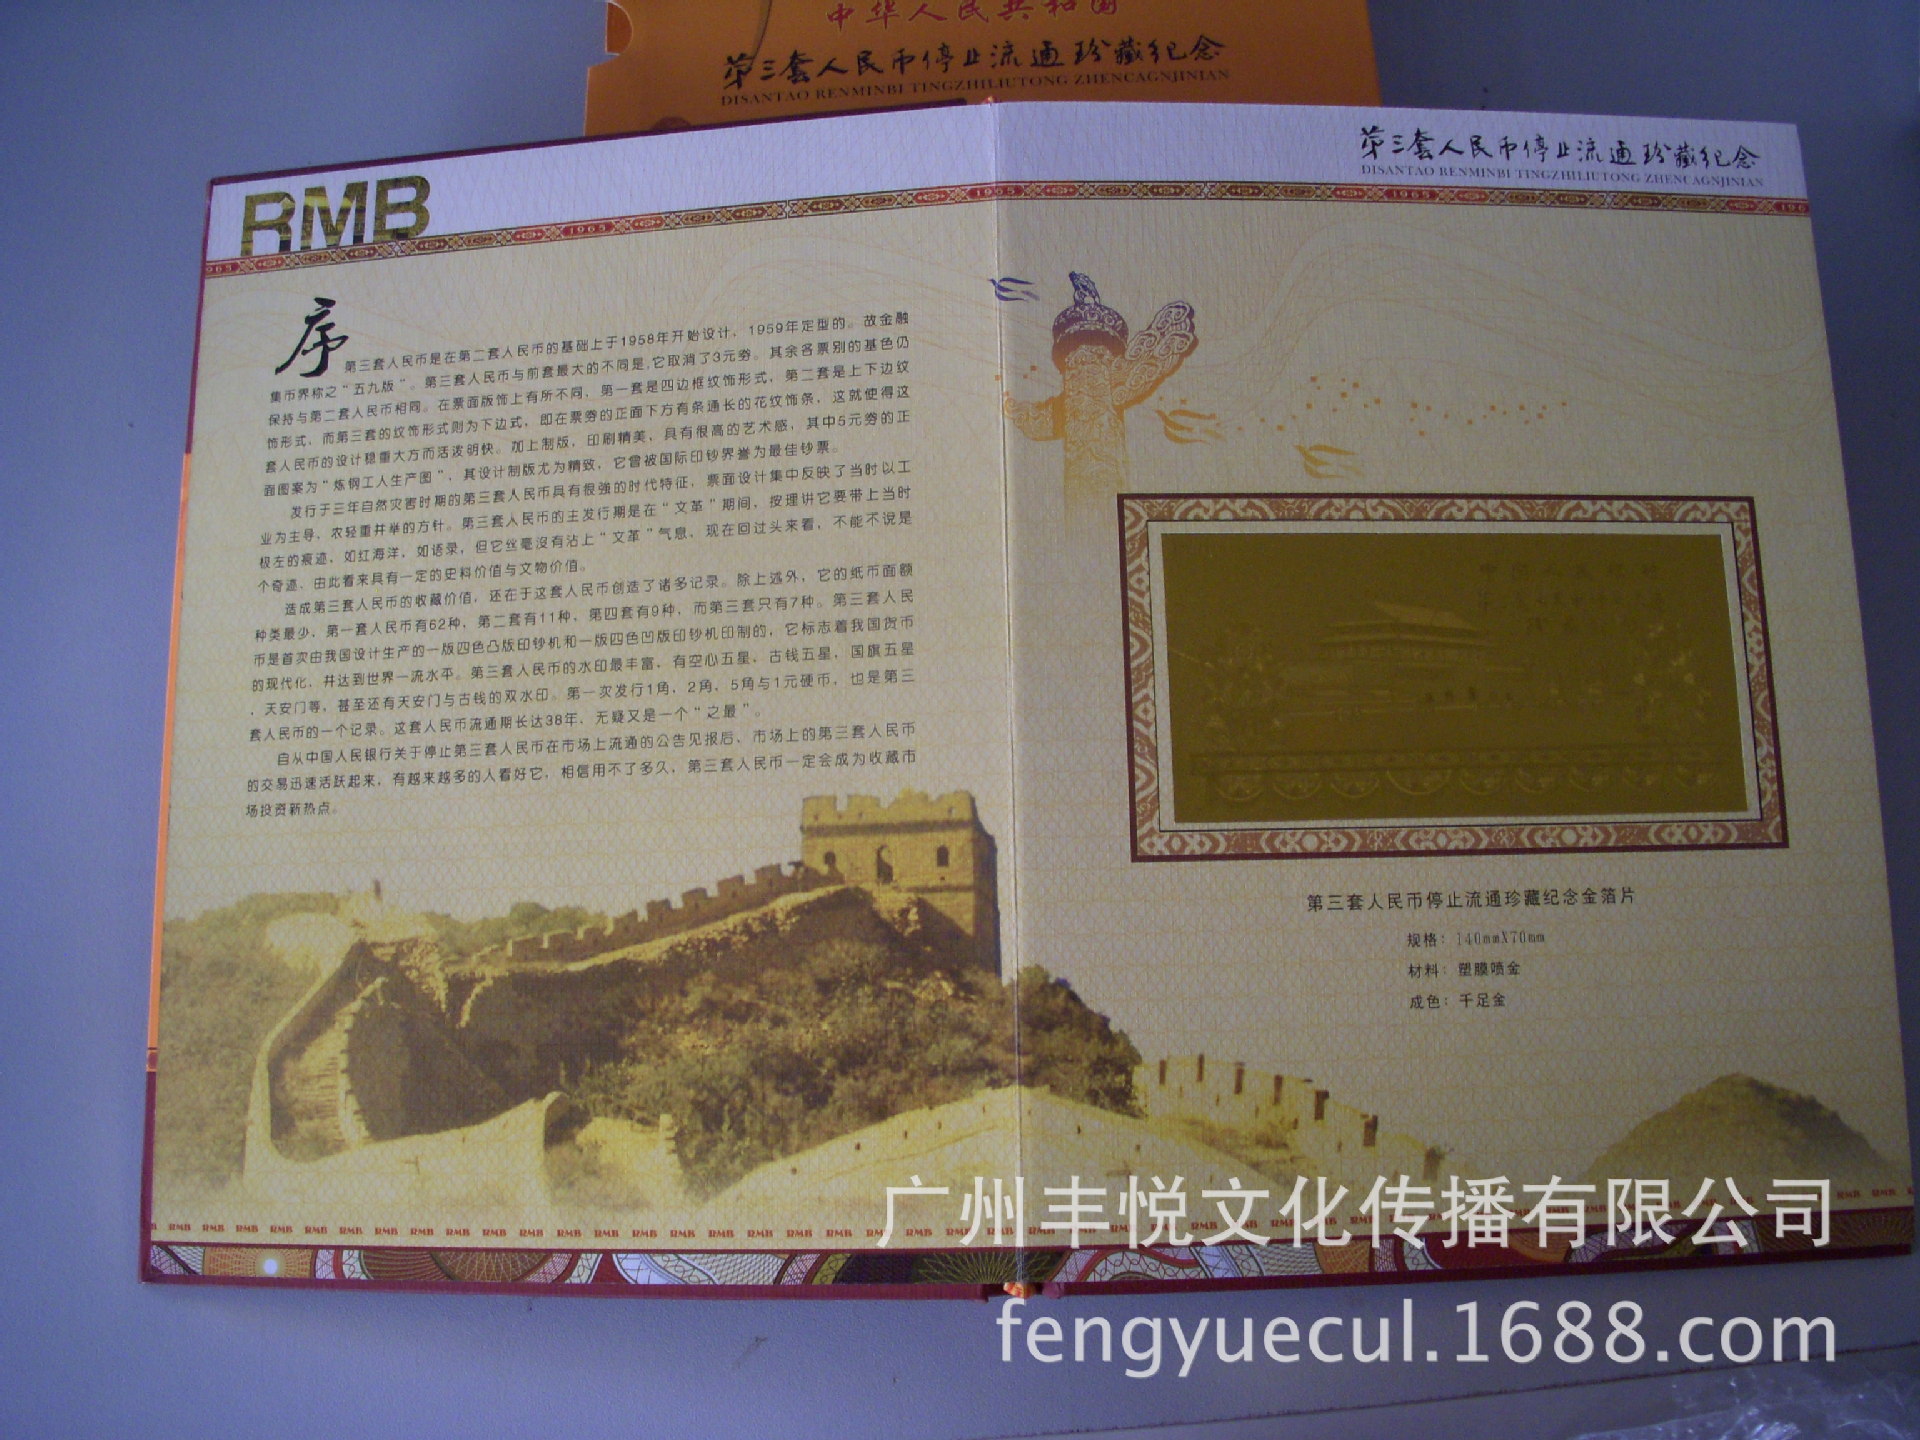 中华人民共和国
第三套人民币停止流通珍藏纪念
DISANTAO RENMINBI TINGZHILIUTONG ZHENCAGNJINIAN
RMB
1965
1965
1965
序
第三套人民币是在第二套人民币的基础上于1958年开始设计，1959年定型的。故金融
集币界称之“五九版”。第三套人民币与前套最大的不同是，它取消了3元券。其余各票别的基色仍
保持与第二套人民币相同。在票面版饰上有所不同，第一套是四边框纹饰形式，第二套是上下边纹
饰形式，而第三套的纹饰形式则为下边式，即在票券的正面下方有条通长的花纹饰条，这就使得这
套人民币的设计稳重大方而活泼明快。加上制版，印刷精美，具有很高的艺术感，其中5元券的正
面图案为“炼钢工人生产图”，其设计制版尤为精致，它曾被国际印钞界誉为最佳钞票。
发行于三年自然灾害时期的第三套人民币具有很强的时代特征，票面设计集中反映了当时以工
业为主导，农轻重并举的方针。第三套人民币的主发行期是在“文革”期间，按理讲它要带上当时
极左的痕迹，如红海洋，如语录，但它丝毫没有沾上“文革”气息，现在回过头来看，不能不说是
个奇迹，由此看来具有一定的史料价值与文物价值。
造成第三套人民币的收藏价值，还在于这套人民币创造了诸多记录。除上述外，它的纸币面额
种类最少，第一套人民币有62种，第二套有11种，第四套有9种，而第三套只有7种。第三套人民
币是首次由我国设计生产的一版四色凸版印钞机和一版四色凹版印钞机印制的，它标志着我国货币
的现代化，并达到世界一流水平。第三套人民币的水印最丰富，有空心五星，古钱五星，国旗五星
，天安门等，甚至还有天安门与古钱的双水印。第一次发行1角，2角，5角与1元硬币，也是第三
套人民币的一个记录。这套人民币流通期长达38年，无疑又是一个“之最”。
自从中国人民银行关于停止第三套人民币在市场上流通的公告见报后，市场上的第三套人民币
的交易迅速活跃起来，有越来越多的人看好它，相信用不了多久，第三套人民币一定会成为收藏市
场投资新热点。
第三套人民币停止流通珍藏纪念
DISANTAO RENMINBI TINGZHILIUTONG ZHENCAGNJINIAN
第三套人民币停止流通珍藏纪念金箔片
规格：140mmX70mm
材料：塑膜喷金
成色：千足金
RMB RMB RMB RMB RMB RMB RMB RMB RMB RMB RMB RMB RMB RMB RMB RMB RMB RMB
广州丰悦文化传播有限公司
fengyuecul.1688.com